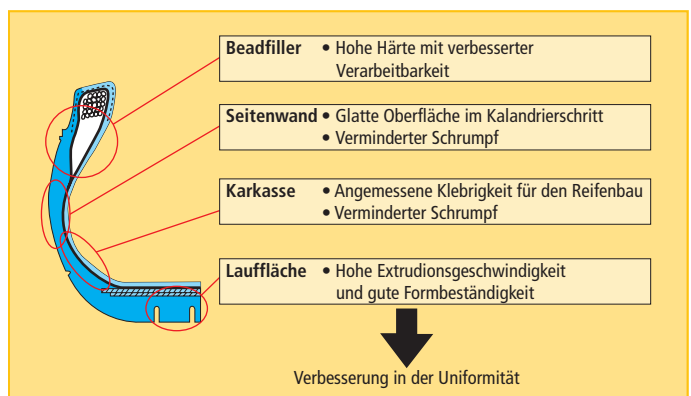 Beadfiller • Hohe Härte mit verbesserter
Verarbeitbarkeit
Seitenwand • Glatte Oberfläche im Kalandrierschritt
• Verminderter Schrumpf
Karkasse • Angemessene Klebrigkeit für den Reifenbau
• Verminderter Schrumpf
Lauffläche • Hohe Extrudionsgeschwindigkeit
und gute Formbeständigkeit
Verbesserung in der Uniformität